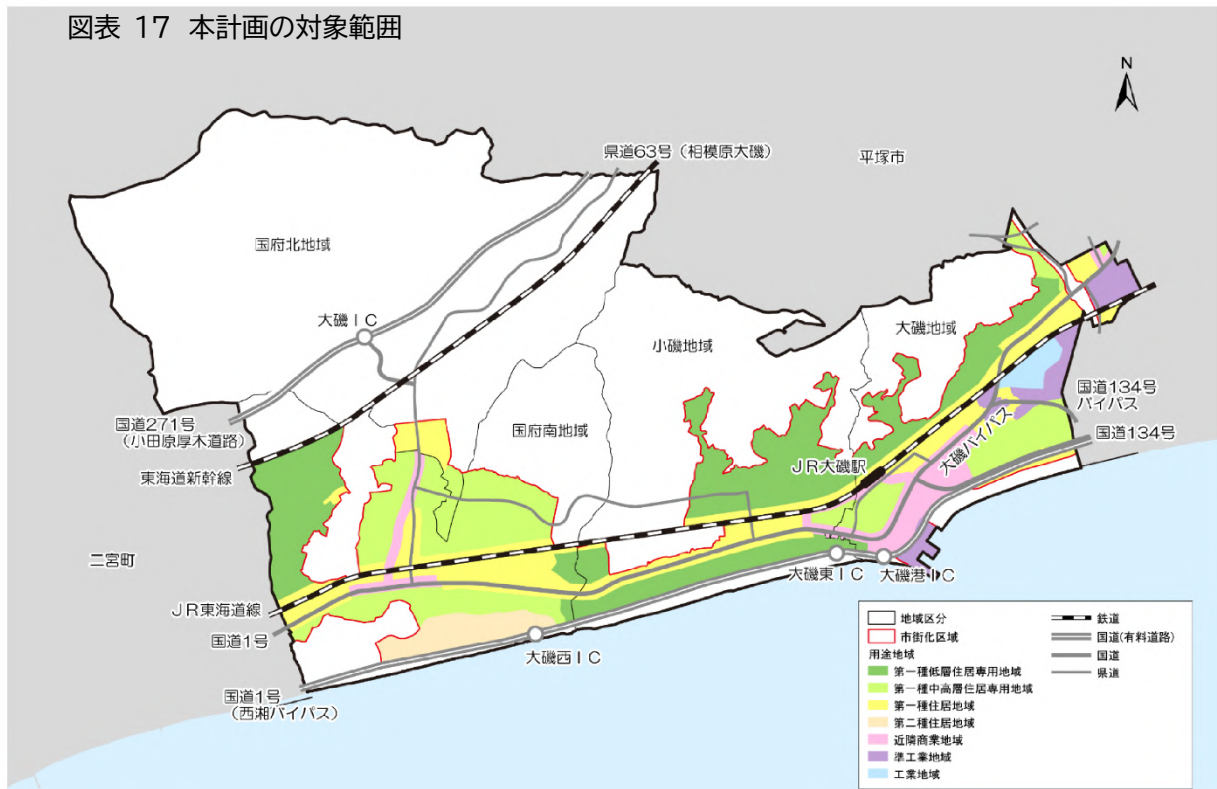 図表 17 本計画の対象範囲
N
県道63号（相模原大磯）
平塚市
国府北地域
大磯IC
小磯地域
大磯地域
国道271号
（小田原厚木道路）
国府南地域
国道134号
バイパス
国道134号
大磯バイパス
JR大磯駅
東海道新幹線
二宮町
大磯東IC
大磯港IC
JR東海道線
国道1号
大磯西IC
国道1号
（西湘バイパス）
地域区分
市街化区域
用途地域
第一種低層住居専用地域
第一種中高層住居専用地域
第一種住居地域
第二種住居地域
近隣商業地域
準工業地域
工業地域
鉄道
国道(有料道路)
国道
県道